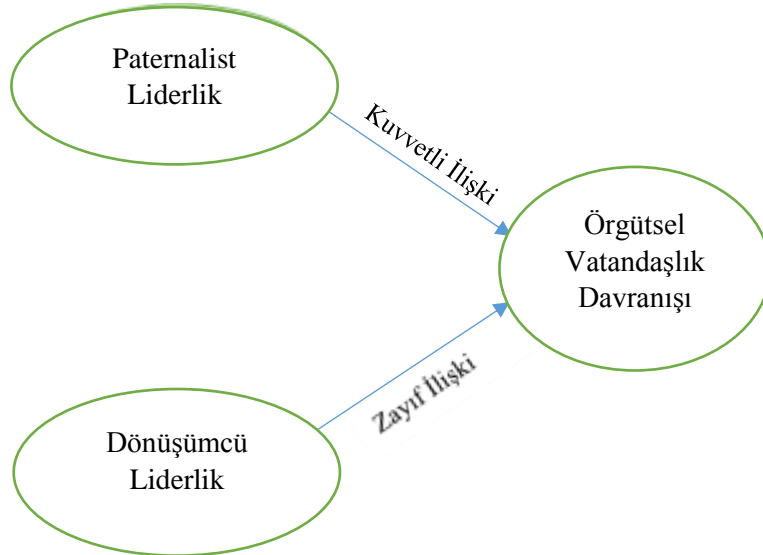 Paternalist
Liderlik
Kuvvetli İlişki
Örgütsel
Vatandaşlık
Davranışı
Zayıf İlişki
Dönüşümcü
Liderlik